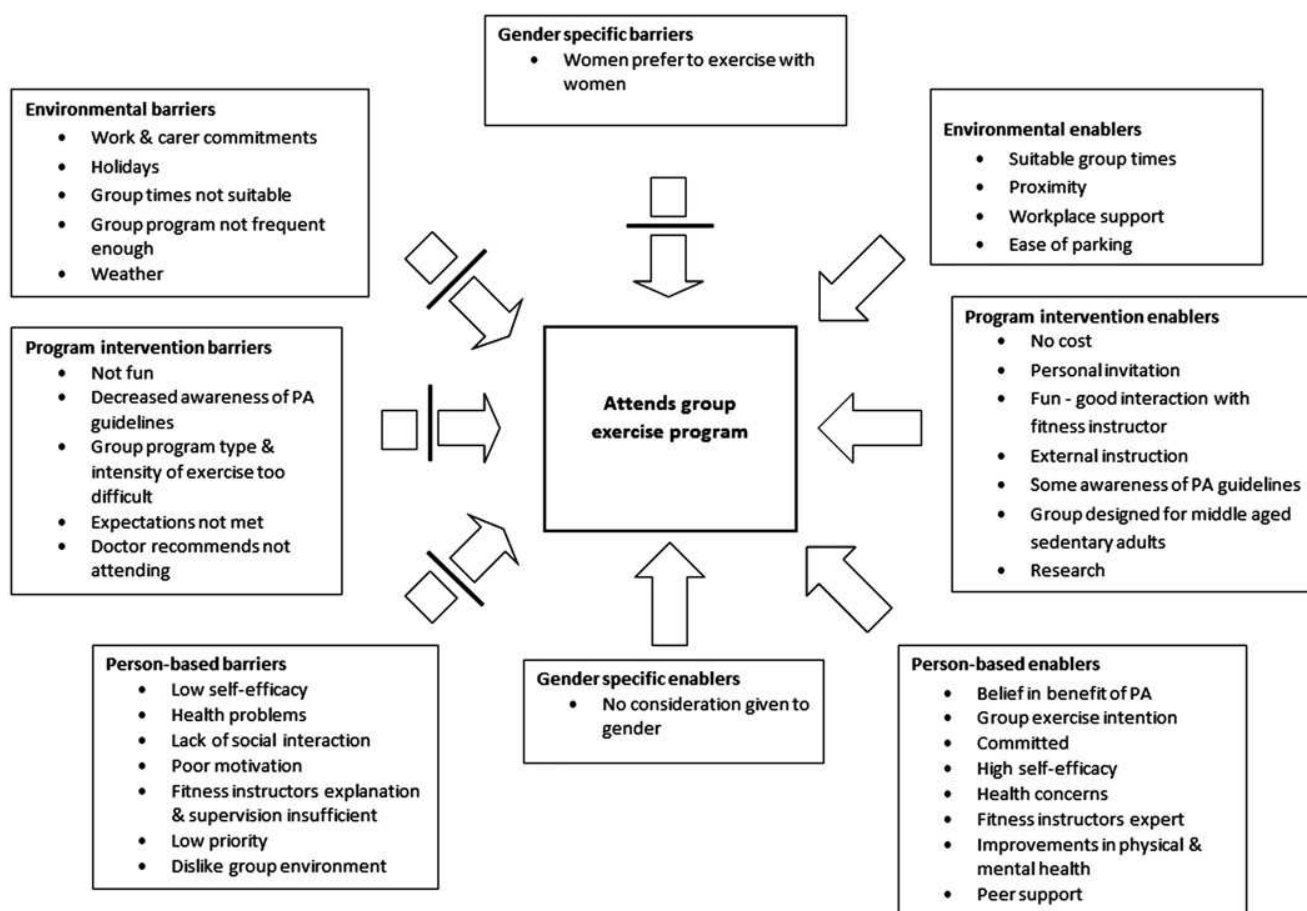 Gender specific barriers
• Women prefer to exercise with
women
Environmental barriers
• Work & carer commitments
• Holidays
• Group times not suitable
• Group program not frequent
enough
• Weather
Environmental enablers
• Suitable group times
• Proximity
• Workplace support
• Ease of parking
Program intervention barriers
• Not fun
• Decreased awareness of PA
guidelines
• Group program type &
intensity of exercise too
difficult
• Expectations not met
• Doctor recommends not
attending
Attends group
exercise program
Program intervention enablers
• No cost
• Personal invitation
• Fun - good interaction with
fitness instructor
• External instruction
• Some awareness of PA guidelines
• Group designed for middle aged
sedentary adults
• Research
Person-based barriers
• Low self-efficacy
• Health problems
• Lack of social interaction
• Poor motivation
• Fitness instructors explanation
& supervision insufficient
• Low priority
• Dislike group environment
Gender specific enablers
• No consideration given to
gender
Person-based enablers
• Belief in benefit of PA
• Group exercise intention
• Committed
• High self-efficacy
• Health concerns
• Fitness instructors expert
• Improvements in physical &
mental health
• Peer support